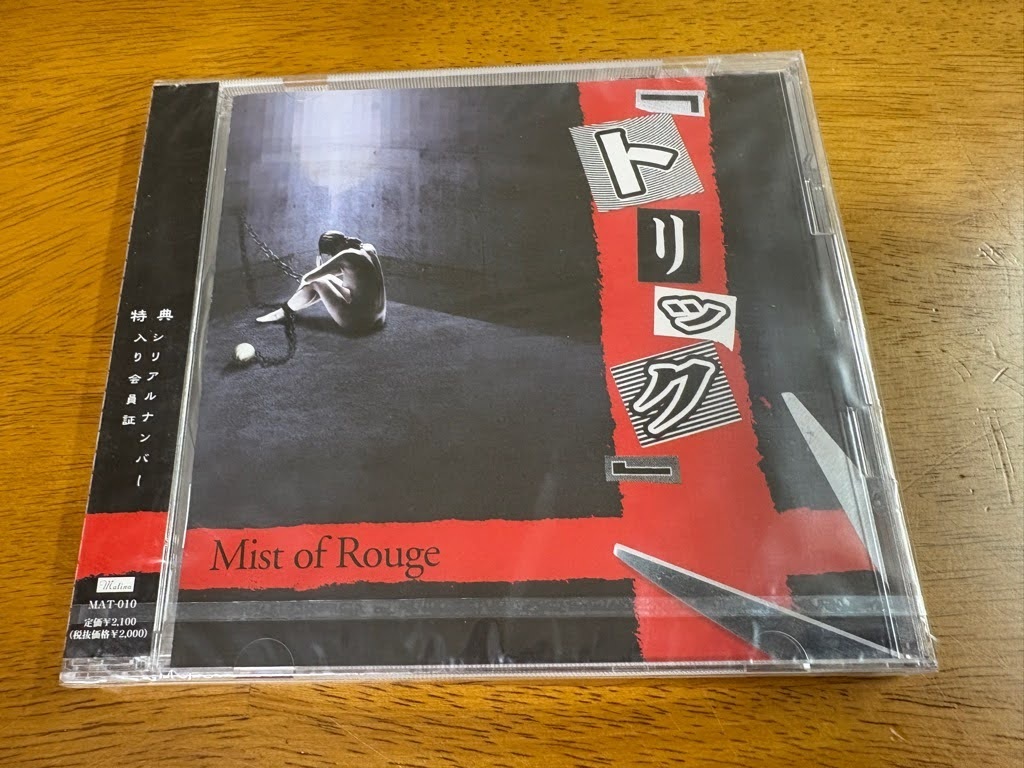 特典
シリアルナンバー
入り会員証
Matina
MAT-010
定価¥2,100
(税抜価格¥2,000)
「トリック」
Mist of Rouge